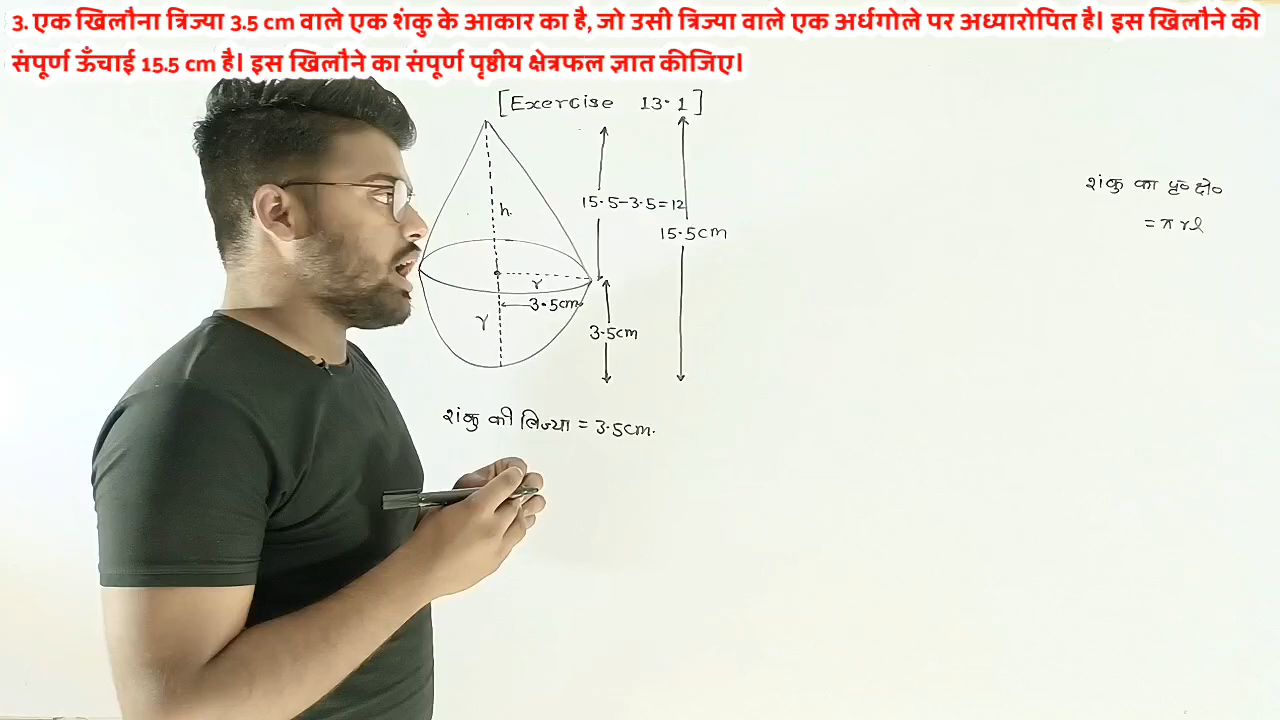 3. एक खिलौना त्रिज्या 3.5 cm वाले एक शंकु के आकार का है, जो उसी त्रिज्या वाले एक अर्धगोले पर अध्यारोपित है। इस खिलौने की
संपूर्ण ऊँचाई 15.5 cm है। इस खिलौने का संपूर्ण पृष्ठीय क्षेत्रफल ज्ञात कीजिए।
[Exercise 13.1]
h.
15.5-3.5=12
15.5cm
r
3.5cm
r
3.5cm
शंकु की त्रिज्या = 3.5cm.
शंकु का पृ० क्षे०
= π r l